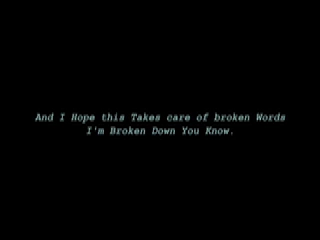 And I Hope this Takes care of broken Words
I'm Broken Down You Know.